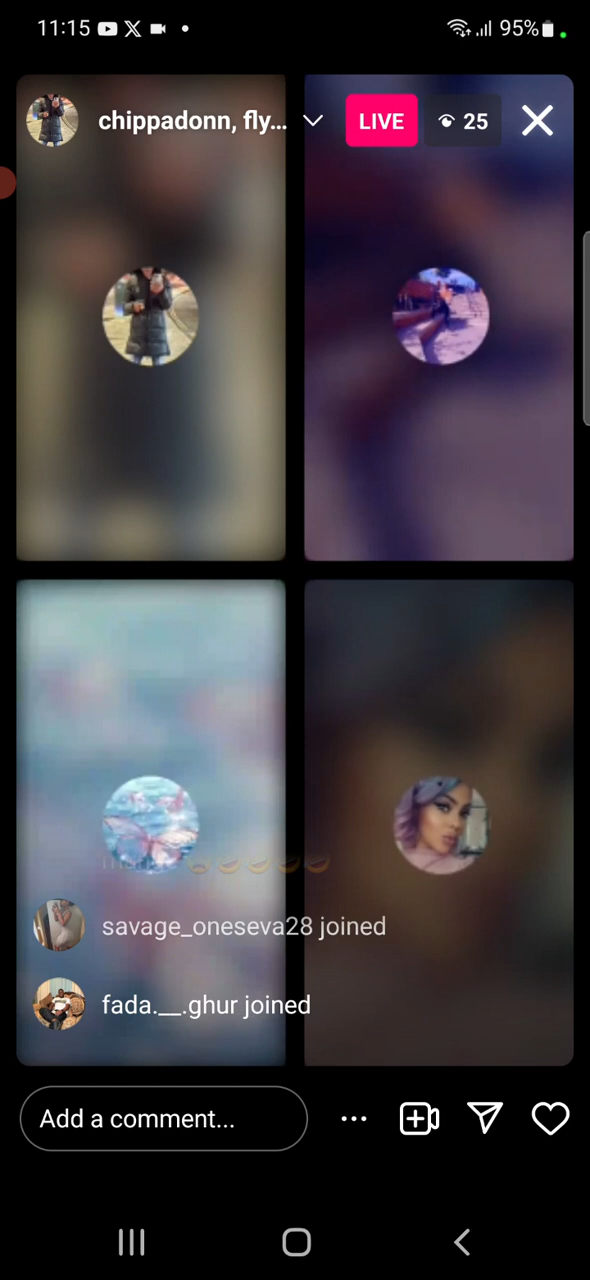 11:15
95%
chippadonn, fly...
LIVE
25
savage_oneseva28 joined
fada.__.ghur joined
Add a comment...